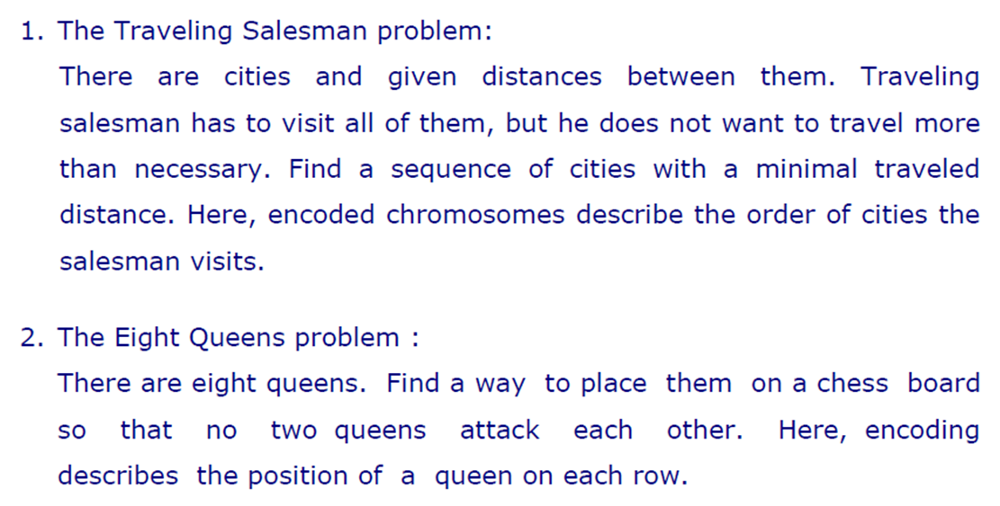 1. The Traveling Salesman problem:
There are cities and given distances between them. Traveling
salesman has to visit all of them, but he does not want to travel more
than necessary. Find a sequence of cities with a minimal traveled
distance. Here, encoded chromosomes describe the order of cities the
salesman visits.
2. The Eight Queens problem :
There are eight queens. Find a way to place them on a chess board
so that no two queens attack each other. Here, encoding
describes the position of a queen on each row.